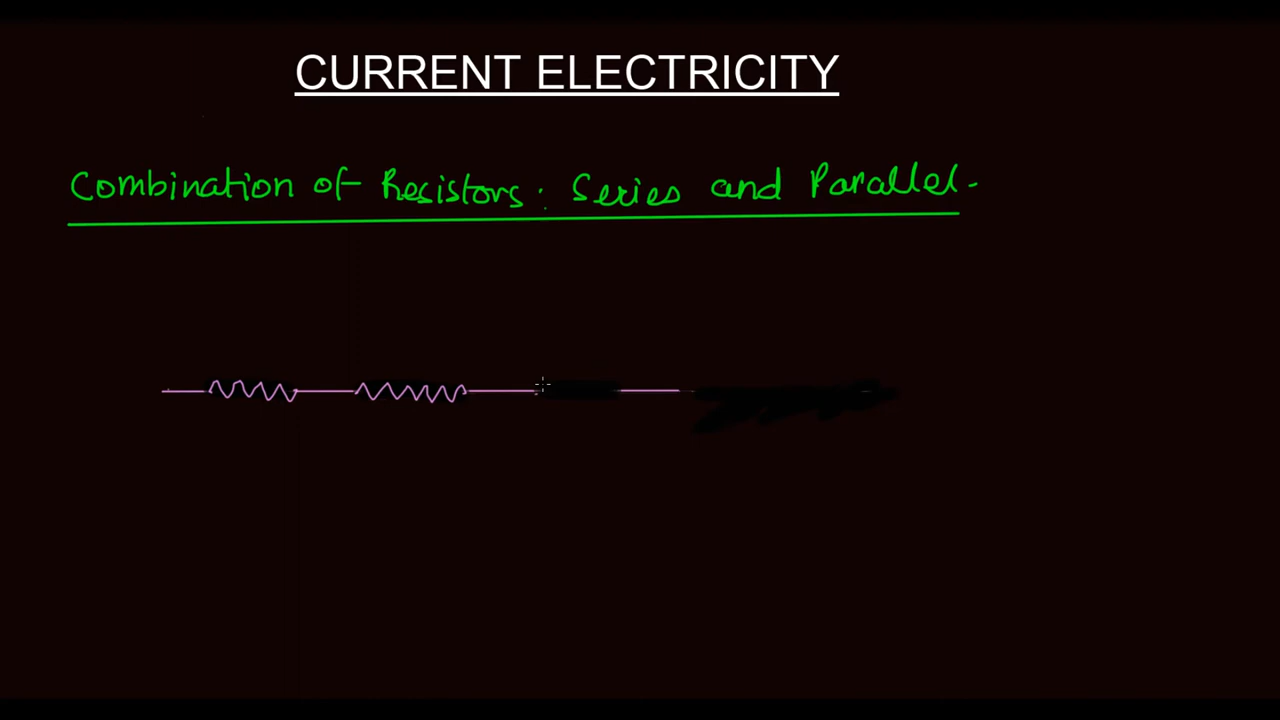 CURRENT ELECTRICITY
Combination of Resistors: Series and Parallel.